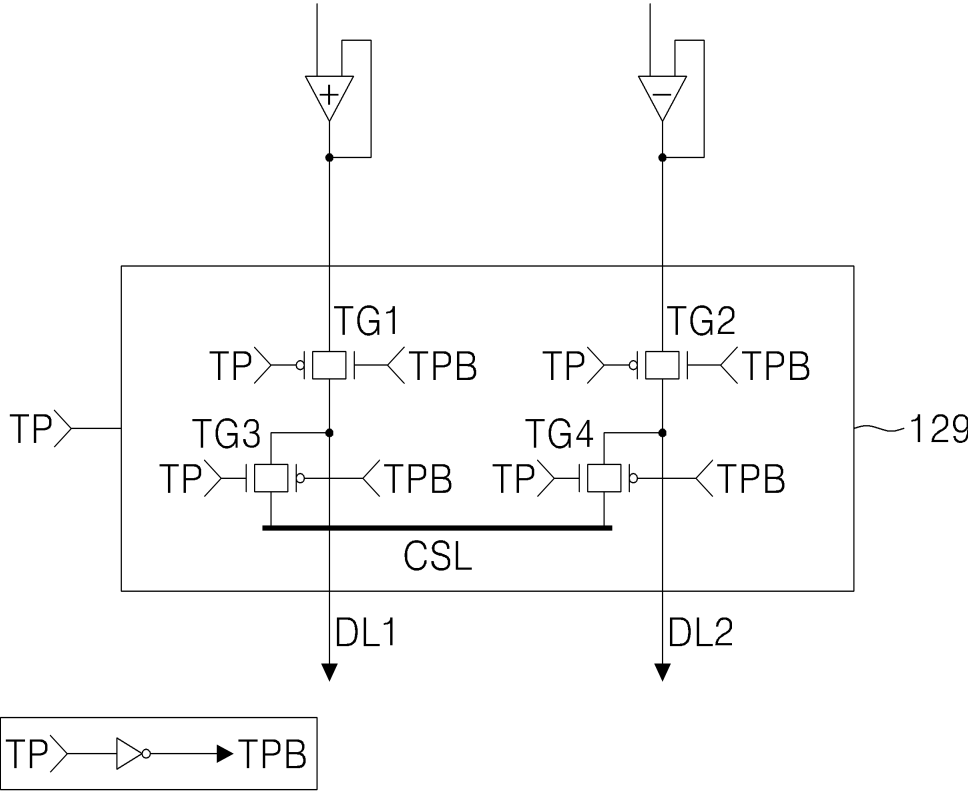 + −
TG1 TG2
TP TPB TP TPB
TP 129
TG3 TG4
TP TPB TP TPB
CSL
DL1 DL2
TP TPB